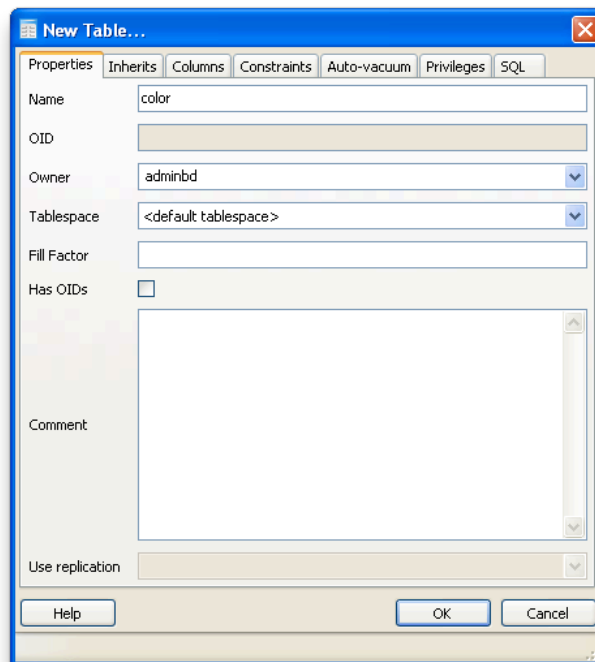 New Table...
Properties Inherits Columns Constraints Auto-vacuum Privileges SQL
Name color
OID
Owner adminbd
Tablespace <default tablespace>
Fill Factor
Has OIDs
Comment
Use replication
Help OK Cancel